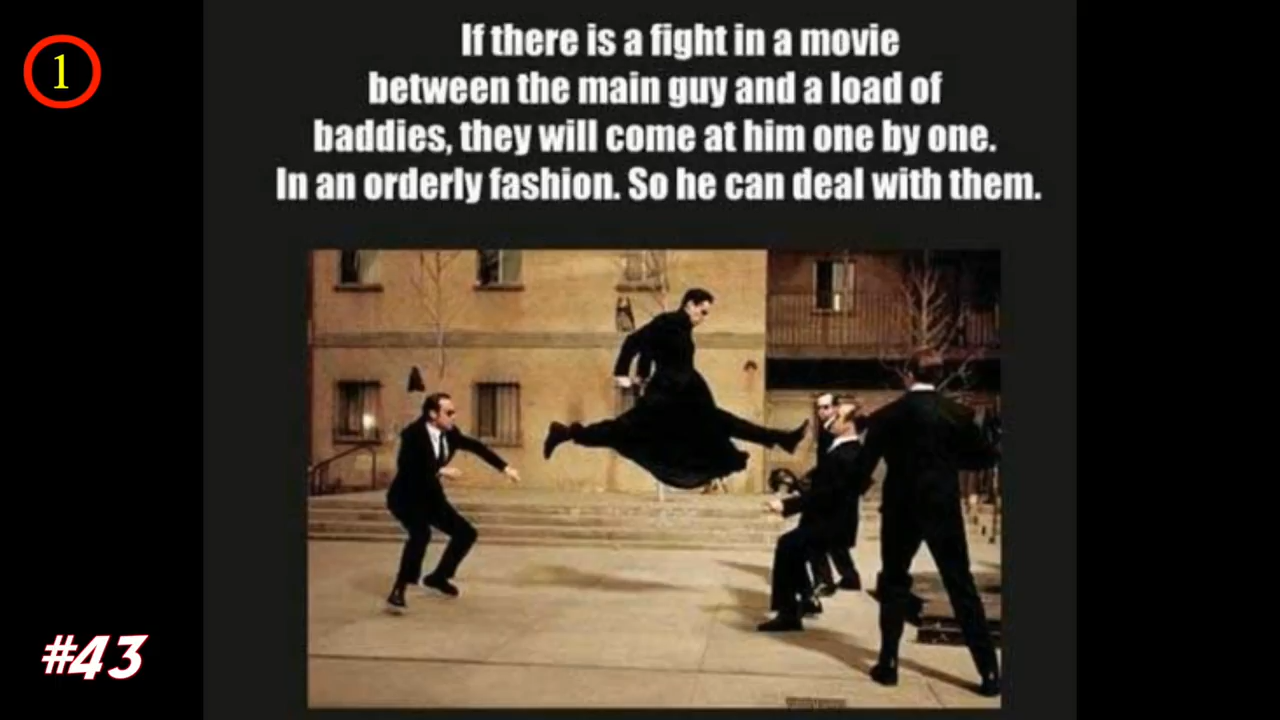 1
If there is a fight in a movie
between the main guy and a load of
baddies, they will come at him one by one.
In an orderly fashion. So he can deal with them.
#43